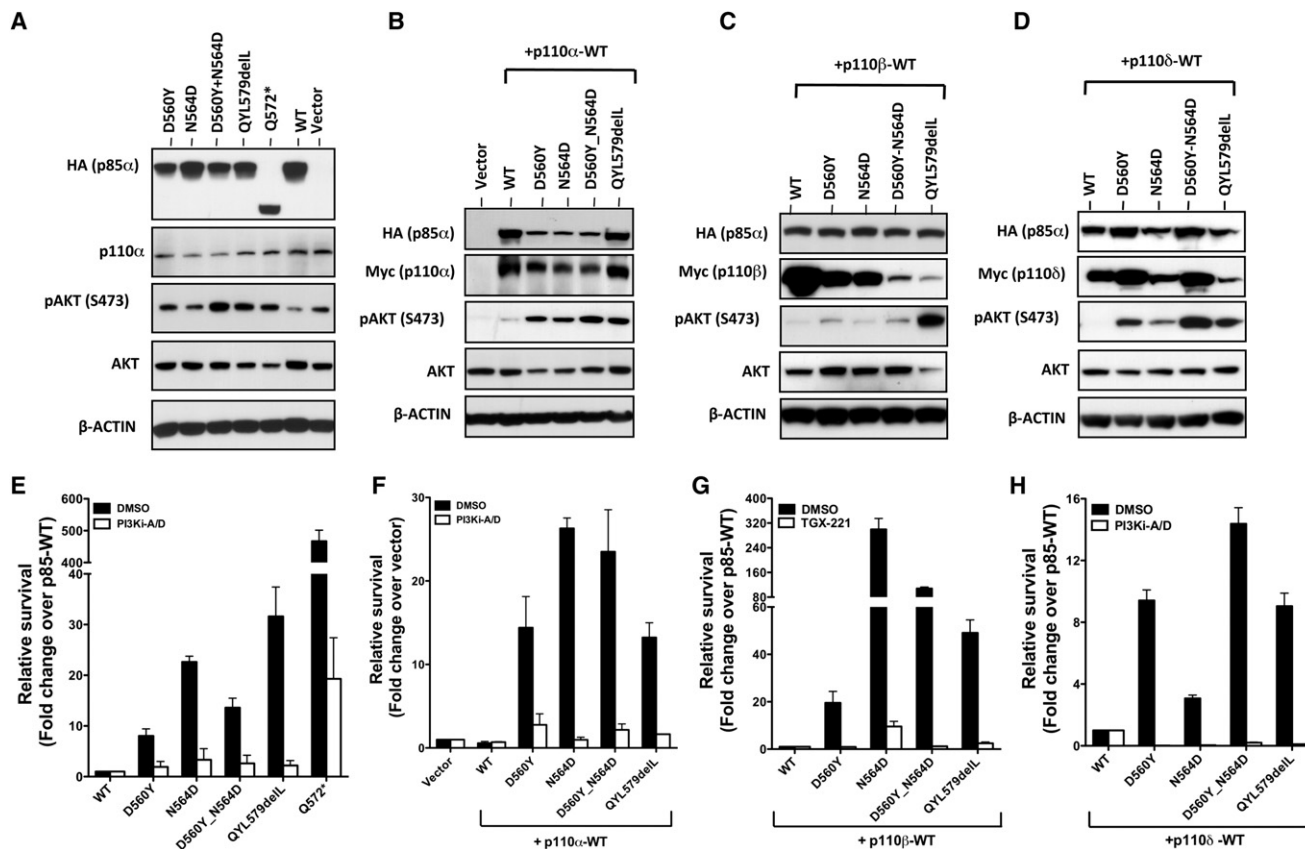 A
D560Y
N564D
D560Y+N564D
QYL579delL
Q572*
WT
Vector
HA (p85α)
p110α
pAKT (S473)
AKT
β-ACTIN
B
+p110α-WT
Vector
WT
D560Y
N564D
D560Y_N564D
QYL579delL
HA (p85α)
Myc (p110α)
pAKT (S473)
AKT
β-ACTIN
C
+p110β-WT
WT
D560Y
N564D
D560Y-N564D
QYL579delL
HA (p85α)
Myc (p110β)
pAKT (S473)
AKT
β-ACTIN
D
+p110δ-WT
WT
D560Y
N564D
D560Y-N564D
QYL579delL
HA (p85α)
Myc (p110δ)
pAKT (S473)
AKT
β-ACTIN
E
Relative survival
(Fold change over p85-WT)
600
500
400
40
30
20
10
0
DMSO
PI3Ki-A/D
WT
D560Y
N564D
D560Y_N564D
QYL579delL
Q572*
F
Relative survival
(Fold change over vector)
30
20
10
0
DMSO
PI3Ki-A/D
Vector
WT
D560Y
N564D
D560Y_N564D
QYL579delL
+ p110α-WT
G
Relative survival
(Fold change over p85-WT)
400
320
240
160
80
60
40
20
0
DMSO
TGX-221
WT
D560Y
N564D
D560Y_N564D
QYL579delL
+ p110β-WT
H
Relative survival
(Fold change over p85-WT)
16
12
8
4
0
DMSO
PI3Ki-A/D
WT
D560Y
N564D
D560Y_N564D
QYL579delL
+p110δ -WT